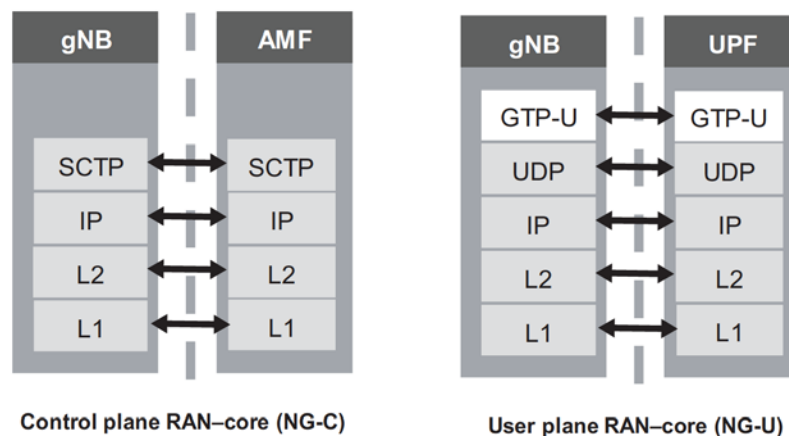 gNB
AMF
SCTP
SCTP
IP
IP
L2
L2
L1
L1
Control plane RAN–core (NG-C)
gNB
UPF
GTP-U
GTP-U
UDP
UDP
IP
IP
L2
L2
L1
L1
User plane RAN–core (NG-U)